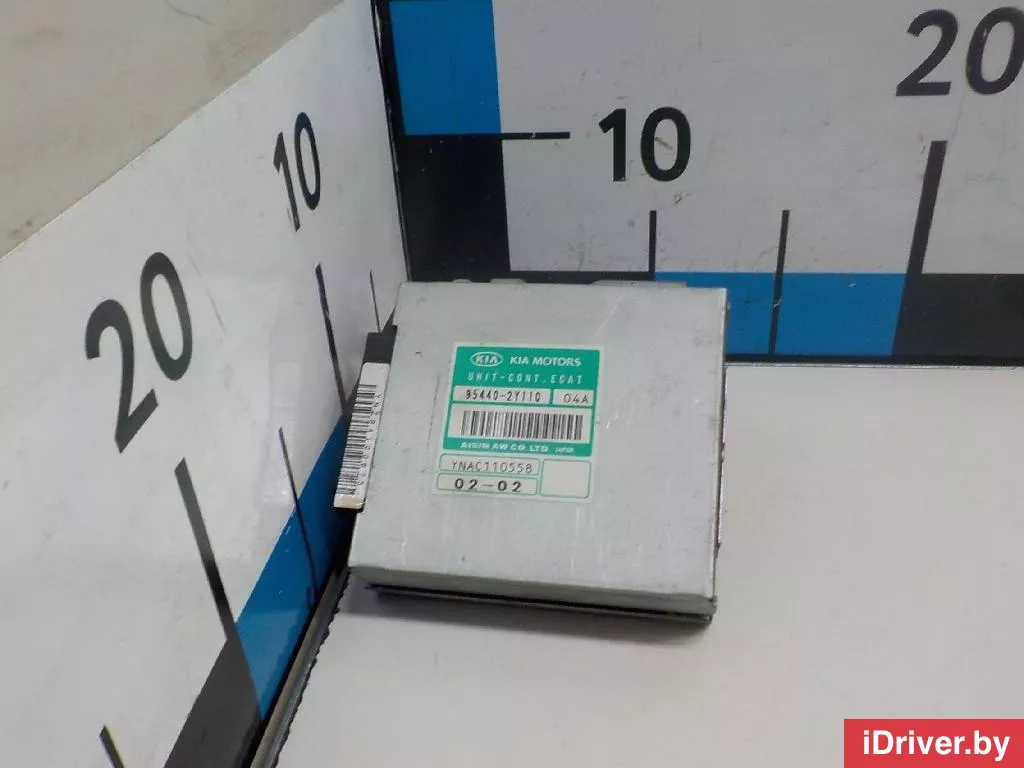 20
10
10
20
KIA KIA MOTORS
UNIT-CONT, ECAT
95440-2Y110 04A
AISIN AW CO.,LTD JAPAN
YNAC110558
02-02
iDriver.by